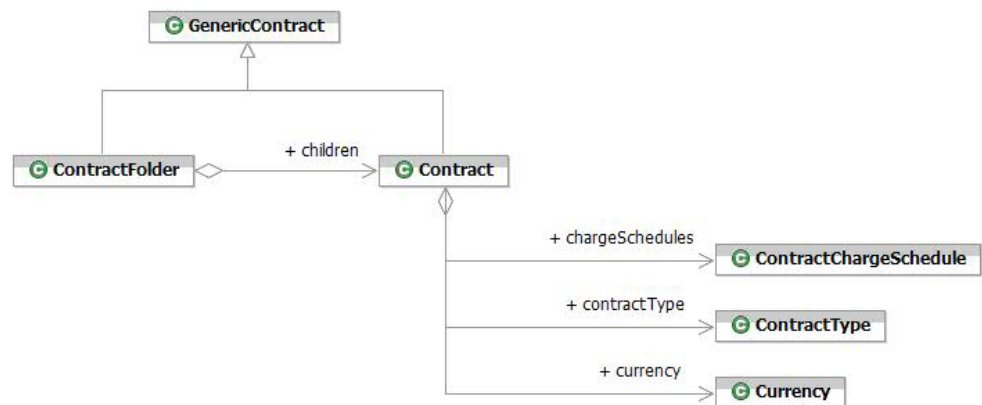 GenericContract
+ children
ContractFolder
Contract
+ chargeSchedules
ContractChargeSchedule
+ contractType
ContractType
+ currency
Currency